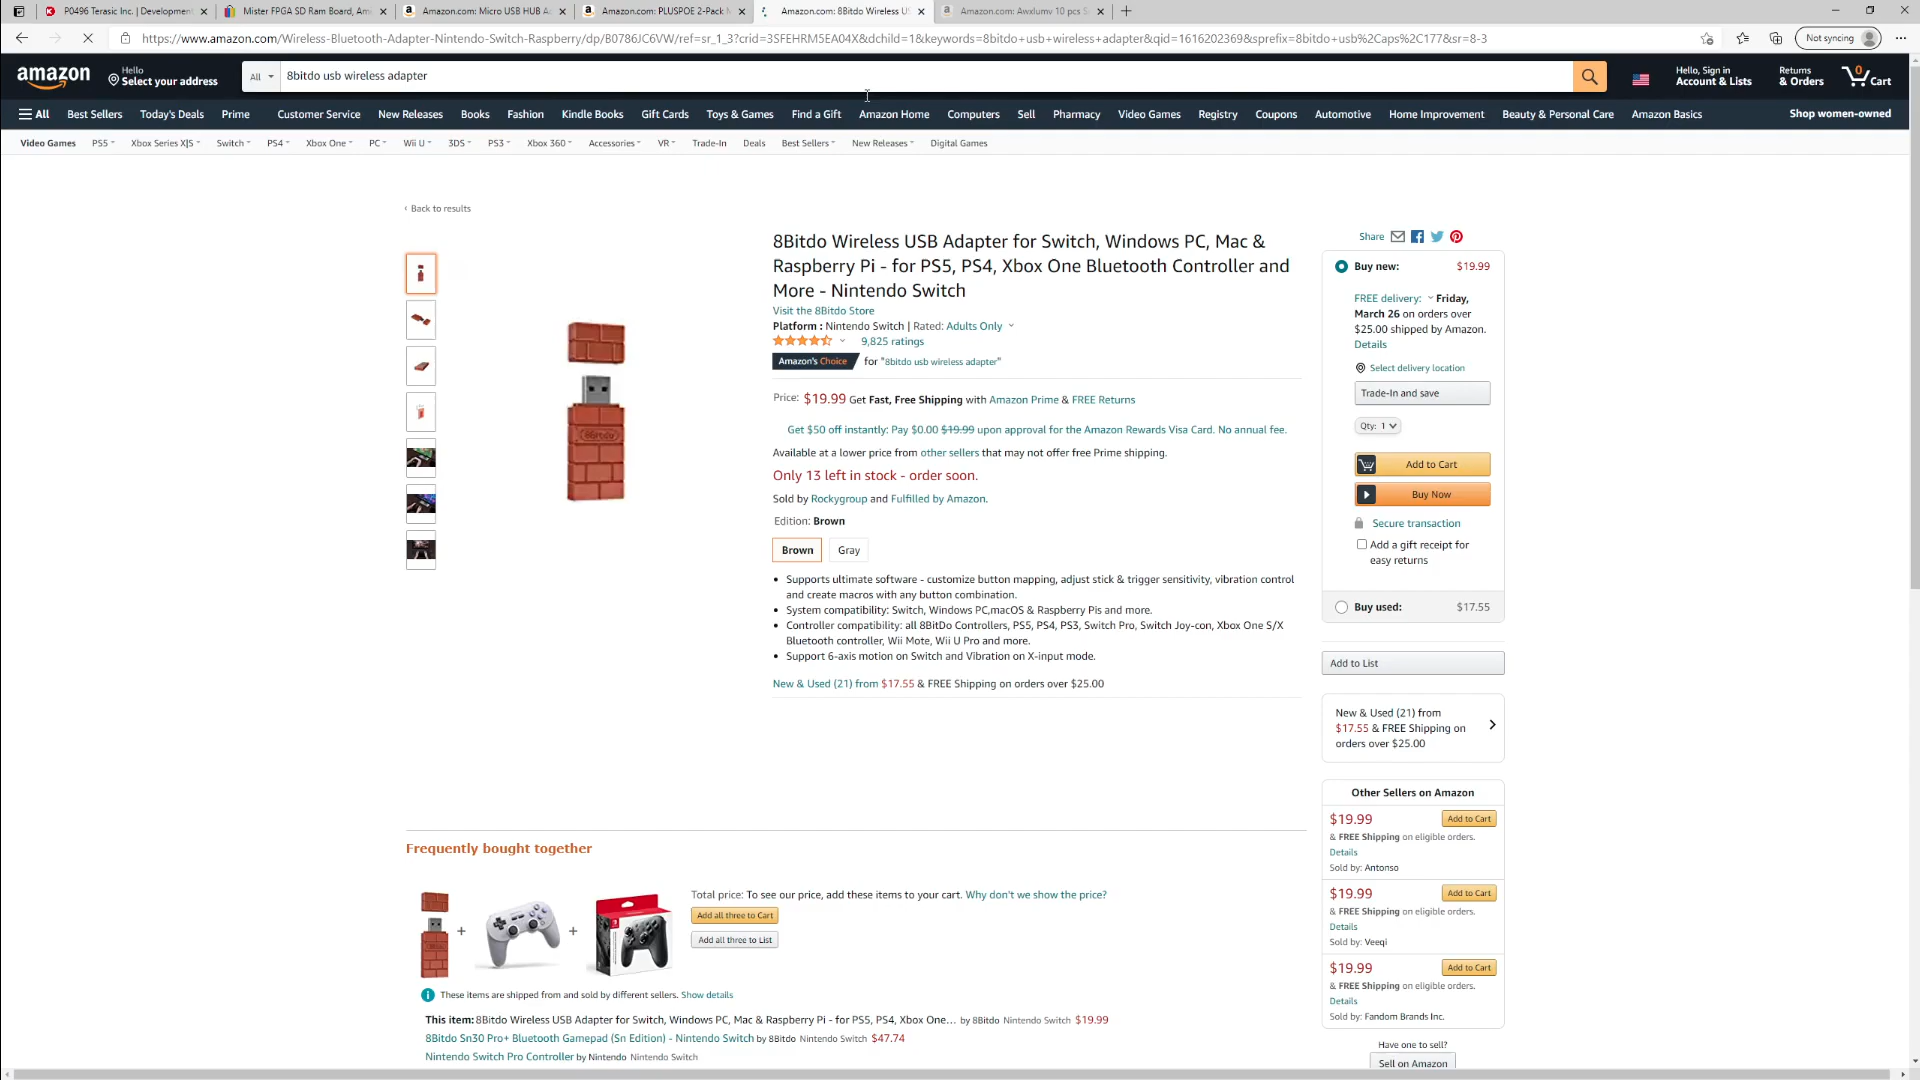 P0496 Terasic Inc. | Development
Mister FPGA SD Ram Board, Am
Amazon.com: Micro USB HUB A
Amazon.com: PLUSPOE 2-Pack M
Amazon.com: 8Bitdo Wireless U
Amazon.com: Awxlumv 10 pcs S
https://www.amazon.com/Wireless-Bluetooth-Adapter-Nintendo-Switch-Raspberry/dp/B0786JC6VW/ref=sr_1_3?crid=3SFEHRM5EA04X&dchild=1&keywords=8bitdo+usb+wireless+adapter&qid=1616202369&sprefix=8bitdo+usb%2Caps%2C177&sr=8-3
Not syncing
amazon
Hello
Select your address
All
8bitdo usb wireless adapter
Hello, Sign in
Account & Lists
Returns
& Orders
0
Cart
All Best Sellers Today's Deals Prime Customer Service New Releases Books Fashion Kindle Books Gift Cards Toys & Games Find a Gift Amazon Home Computers Sell Pharmacy Video Games Registry Coupons Automotive Home Improvement Beauty & Personal Care Amazon Basics Shop women-owned
Video Games PS5 Xbox Series X|S Switch PS4 Xbox One PC Wii U 3DS PS3 Xbox 360 Accessories VR Trade-In Deals Best Sellers New Releases Digital Games
‹ Back to results
8Bitdo Wireless USB Adapter for Switch, Windows PC, Mac &
Raspberry Pi - for PS5, PS4, Xbox One Bluetooth Controller and
More - Nintendo Switch
Visit the 8Bitdo Store
Platform : Nintendo Switch | Rated: Adults Only
9,825 ratings
Amazon's Choice for "8bitdo usb wireless adapter"
Price: $19.99 Get Fast, Free Shipping with Amazon Prime & FREE Returns
Get $50 off instantly: Pay $0.00 $19.99 upon approval for the Amazon Rewards Visa Card. No annual fee.
Available at a lower price from other sellers that may not offer free Prime shipping.
Only 13 left in stock - order soon.
Sold by Rockygroup and Fulfilled by Amazon.
Edition: Brown
Brown Gray
• Supports ultimate software - customize button mapping, adjust stick & trigger sensitivity, vibration control
and create macros with any button combination.
• System compatibility: Switch, Windows PC,macOS & Raspberry Pis and more.
• Controller compatibility: all 8BitDo Controllers, PS5, PS4, PS3, Switch Pro, Switch Joy-con, Xbox One S/X
Bluetooth controller, Wii Mote, Wii U Pro and more.
• Support 6-axis motion on Switch and Vibration on X-input mode.
New & Used (21) from $17.55 & FREE Shipping on orders over $25.00
8bitdo
Share
Buy new: $19.99
FREE delivery: Friday,
March 26 on orders over
$25.00 shipped by Amazon.
Details
Select delivery location
Trade-In and save
Qty: 1
Add to Cart
Buy Now
Secure transaction
Add a gift receipt for
easy returns
Buy used: $17.55
Add to List
New & Used (21) from
$17.55 & FREE Shipping on
orders over $25.00
Other Sellers on Amazon
$19.99 Add to Cart
& FREE Shipping on eligible orders.
Details
Sold by: Antonso
$19.99 Add to Cart
& FREE Shipping on eligible orders.
Details
Sold by: Veeqi
$19.99 Add to Cart
& FREE Shipping on eligible orders.
Details
Sold by: Fandom Brands Inc.
Have one to sell?
Sell on Amazon
Frequently bought together
+ +
Total price: To see our price, add these items to your cart. Why don't we show the price?
Add all three to Cart
Add all three to List
These items are shipped from and sold by different sellers. Show details
This item: 8Bitdo Wireless USB Adapter for Switch, Windows PC, Mac & Raspberry Pi - for PS5, PS4, Xbox One… by 8Bitdo Nintendo Switch $19.99
8Bitdo Sn30 Pro+ Bluetooth Gamepad (Sn Edition) - Nintendo Switch by 8Bitdo Nintendo Switch $47.74
Nintendo Switch Pro Controller by Nintendo Nintendo Switch